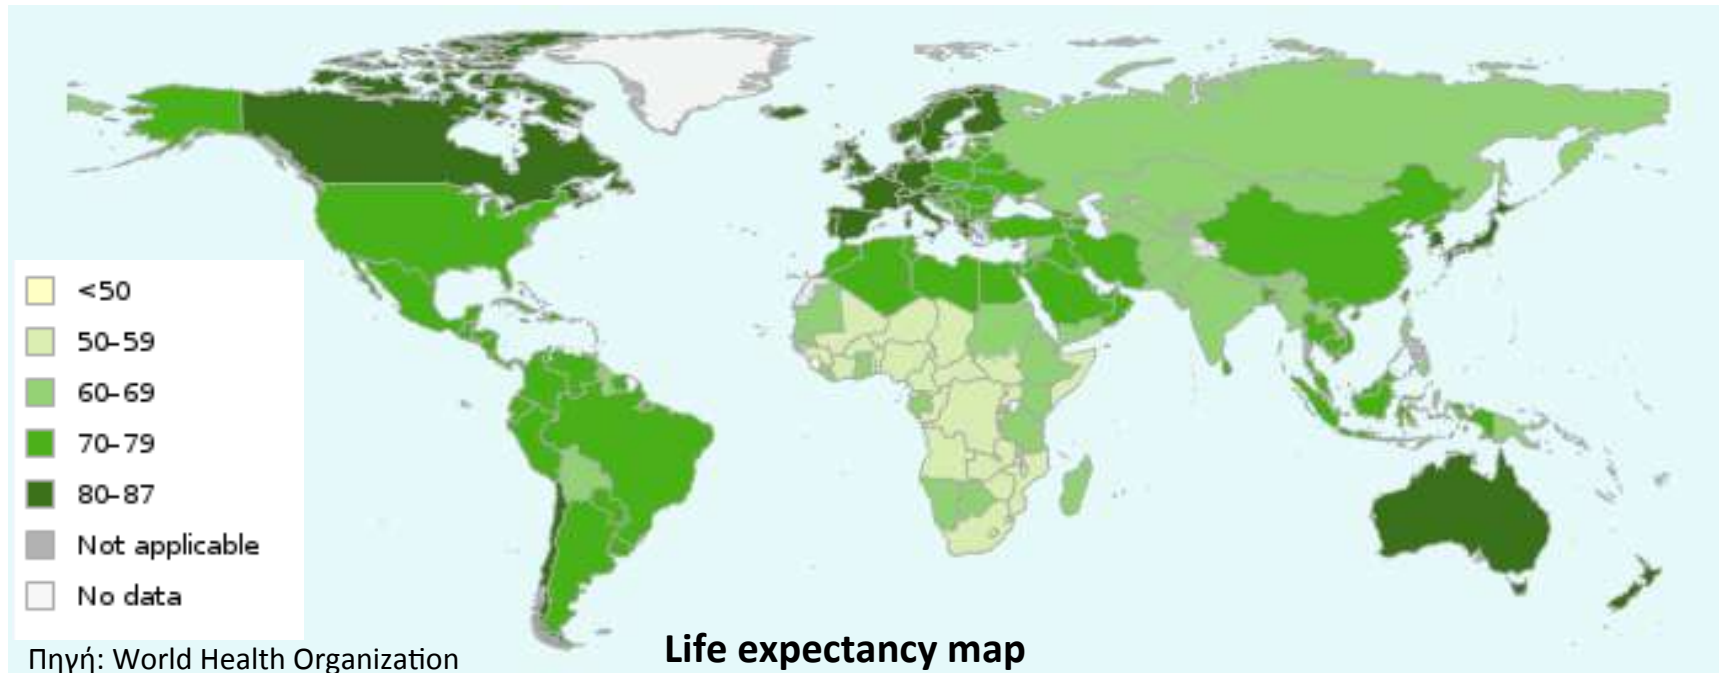 <50
50–59
60–69
70–79
80–87
Not applicable
No data
Πηγή: World Health Organization
Life expectancy map